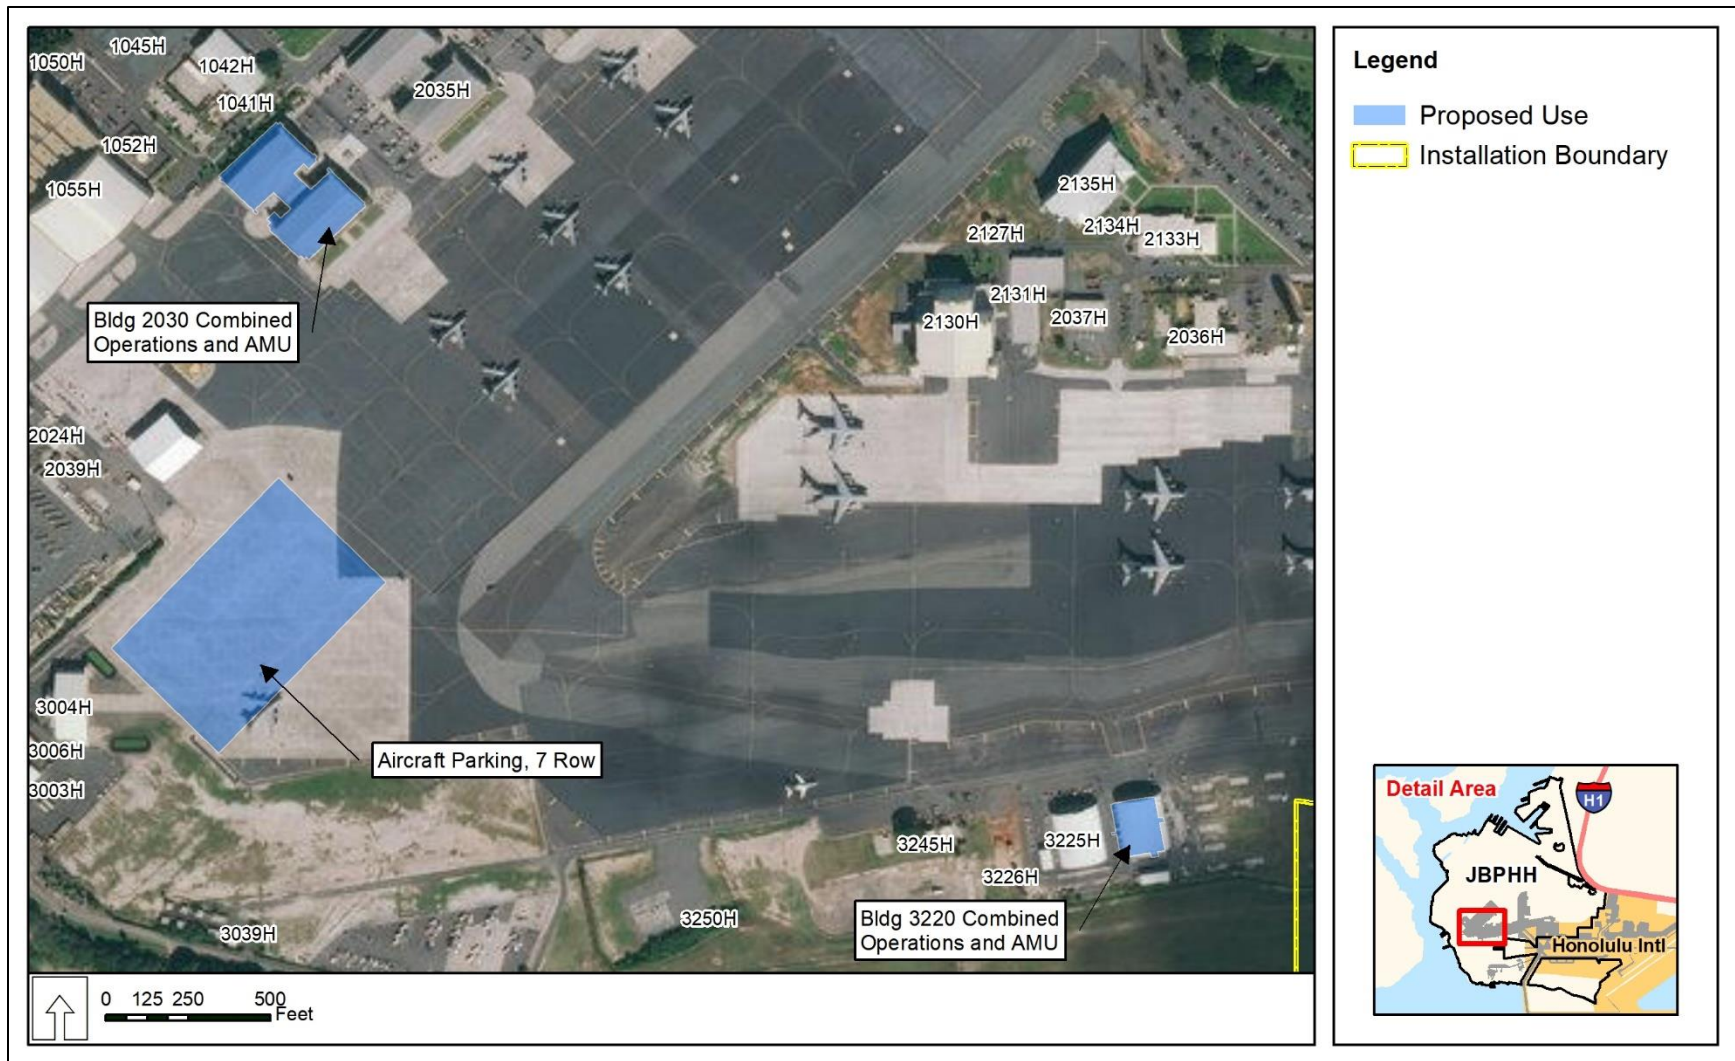 1045H
1050H
1042H
2035H
1041H
1052H
1055H
2135H
2134H
2127H
2133H
2131H
2130H
2037H
2036H
Bldg 2030 Combined
Operations and AMU
2024H
2039H
3004H
3006H
3003H
Aircraft Parking, 7 Row
3245H
3225H
3226H
3250H
3039H
Bldg 3220 Combined
Operations and AMU
0 125 250 500
Feet
Legend
Proposed Use
Installation Boundary
Detail Area
H1
JBPHH
Honolulu Intl